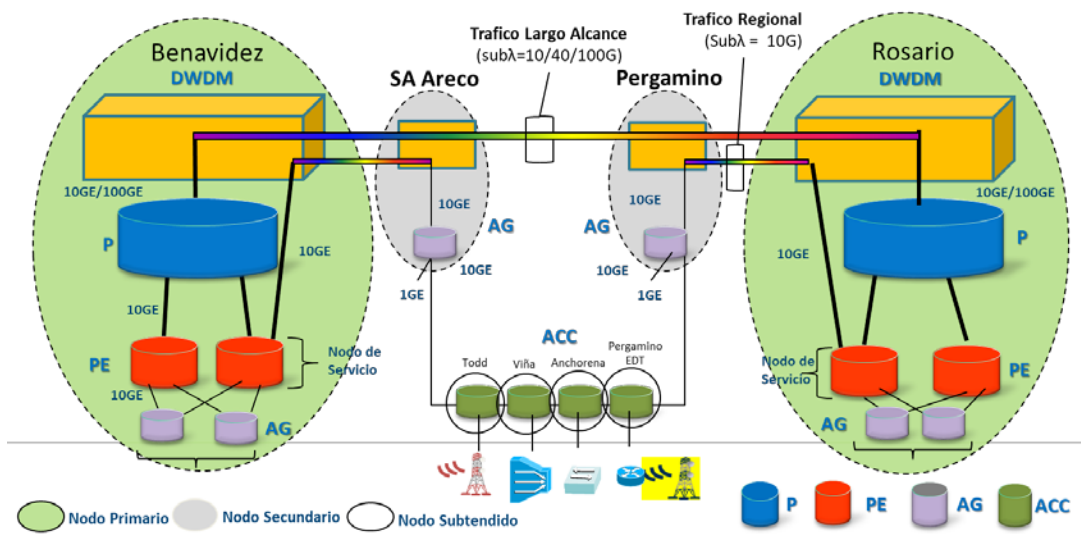 Benavidez
DWDM
SA Areco
Trafico Largo Alcance
(subλ=10/40/100G)
Pergamino
Trafico Regional
(Subλ = 10G)
Rosario
DWDM
10GE/100GE
P
10GE
10GE
PE
Nodo de
Servicio
10GE
AG
10GE
AG
10GE
1GE
10GE
AG
10GE
1GE
ACC
Todd
Viña
Anchorena
Pergamino
EDT
10GE/100GE
P
10GE
Nodo de
Servicio
PE
AG
Nodo Primario
Nodo Secundario
Nodo Subtendido
P
PE
AG
ACC